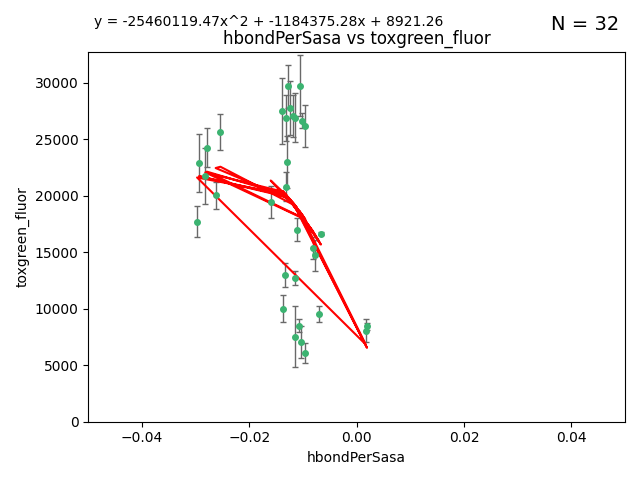 y = -25460119.47x^2 + -1184375.28x + 8921.26
N = 32
hbondPerSasa vs toxgreen_fluor
30000
25000
20000
15000
10000
5000
0
toxgreen_fluor
−0.04
−0.02
0.00
0.02
0.04
hbondPerSasa